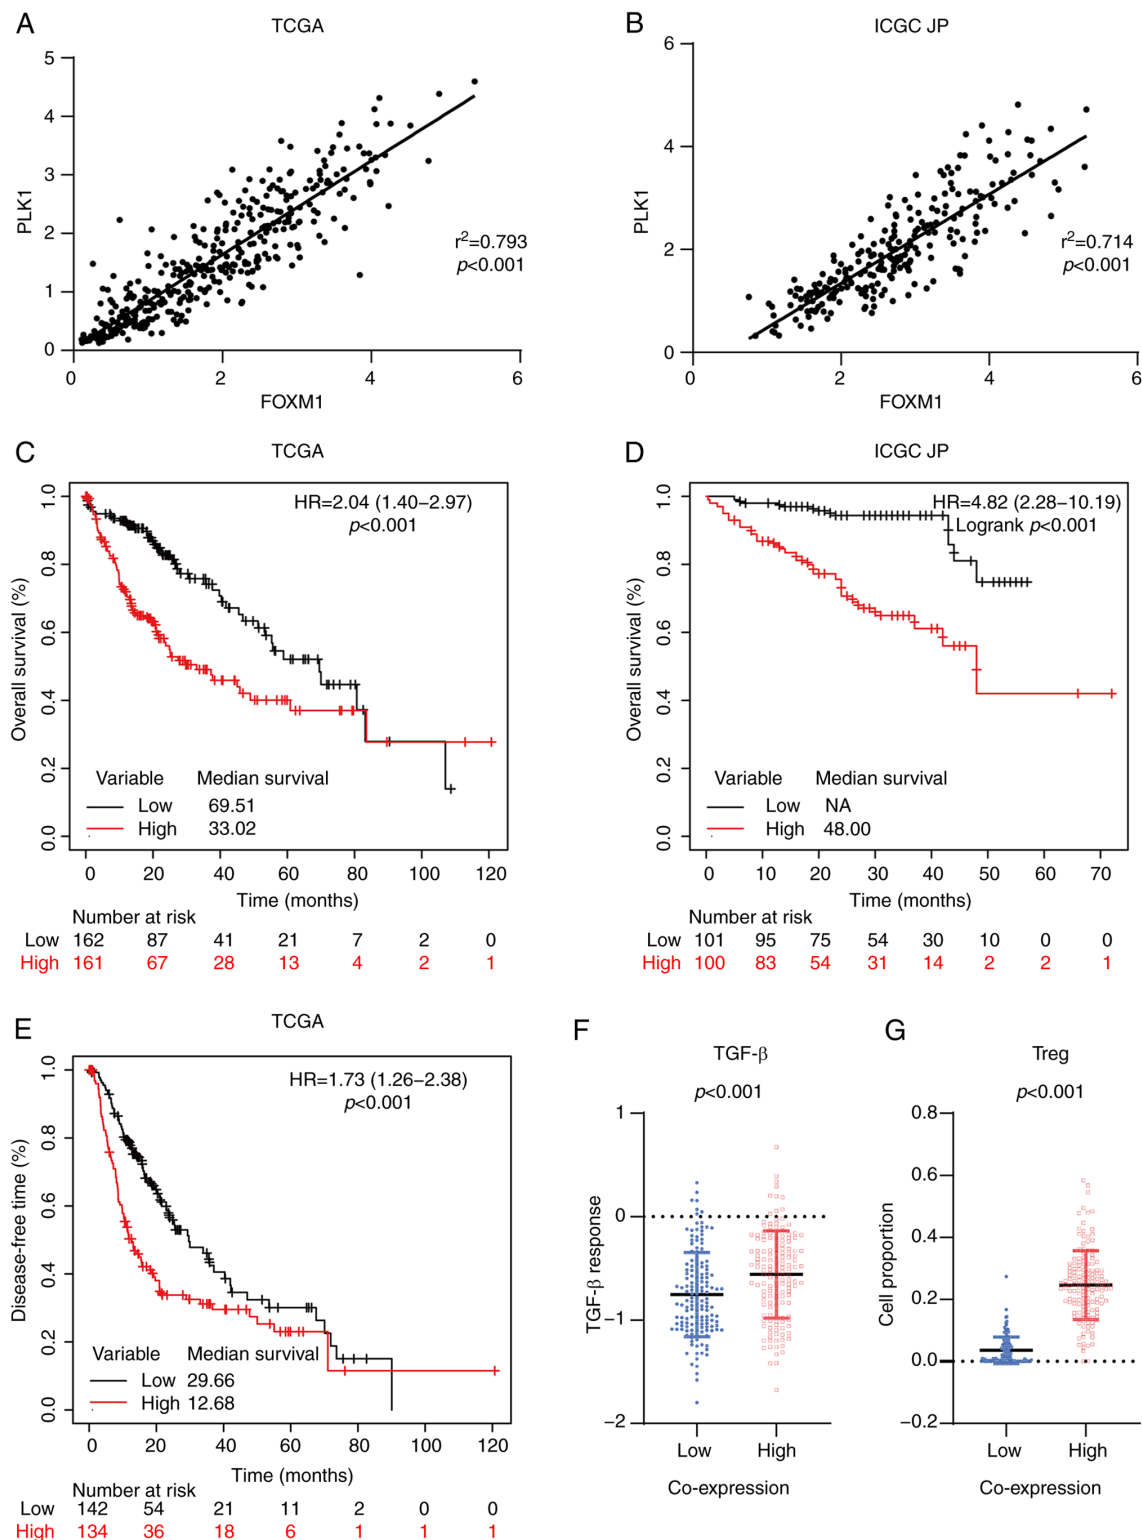 A
TCGA
5
4
3
2
1
0
PLK1
r²=0.793
p<0.001
0
2
4
6
FOXM1
B
ICGC JP
6
4
2
0
PLK1
r²=0.714
p<0.001
0
2
4
6
FOXM1
C
TCGA
HR=2.04 (1.40–2.97)
p<0.001
1.0
0.8
0.6
0.4
0.2
0.0
Overall survival (%)
Variable Median survival
Low 69.51
High 33.02
0 20 40 60 80 100 120
Time (months)
Number at risk
Low 162 87 41 21 7 2 0
High 161 67 28 13 4 2 1
D
ICGC JP
HR=4.82 (2.28–10.19)
Logrank p<0.001
1.0
0.8
0.6
0.4
0.2
0.0
Overall survival (%)
Variable Median survival
Low NA
High 48.00
0 10 20 30 40 50 60 70
Time (months)
Number at risk
Low 101 95 75 54 30 10 0 0
High 100 83 54 31 14 2 2 1
E
TCGA
HR=1.73 (1.26–2.38)
p<0.001
1.0
0.8
0.6
0.4
0.2
0.0
Disease-free time (%)
Variable Median survival
Low 29.66
High 12.68
0 20 40 60 80 100 120
Time (months)
Number at risk
Low 142 54 21 11 2 0 0
High 134 36 18 6 1 1 1
F
TGF-β
p<0.001
1
0
−1
−2
TGF-β response
Low High
Co-expression
G
Treg
p<0.001
0.8
0.6
0.4
0.2
0.0
−0.2
Cell proportion
Low High
Co-expression